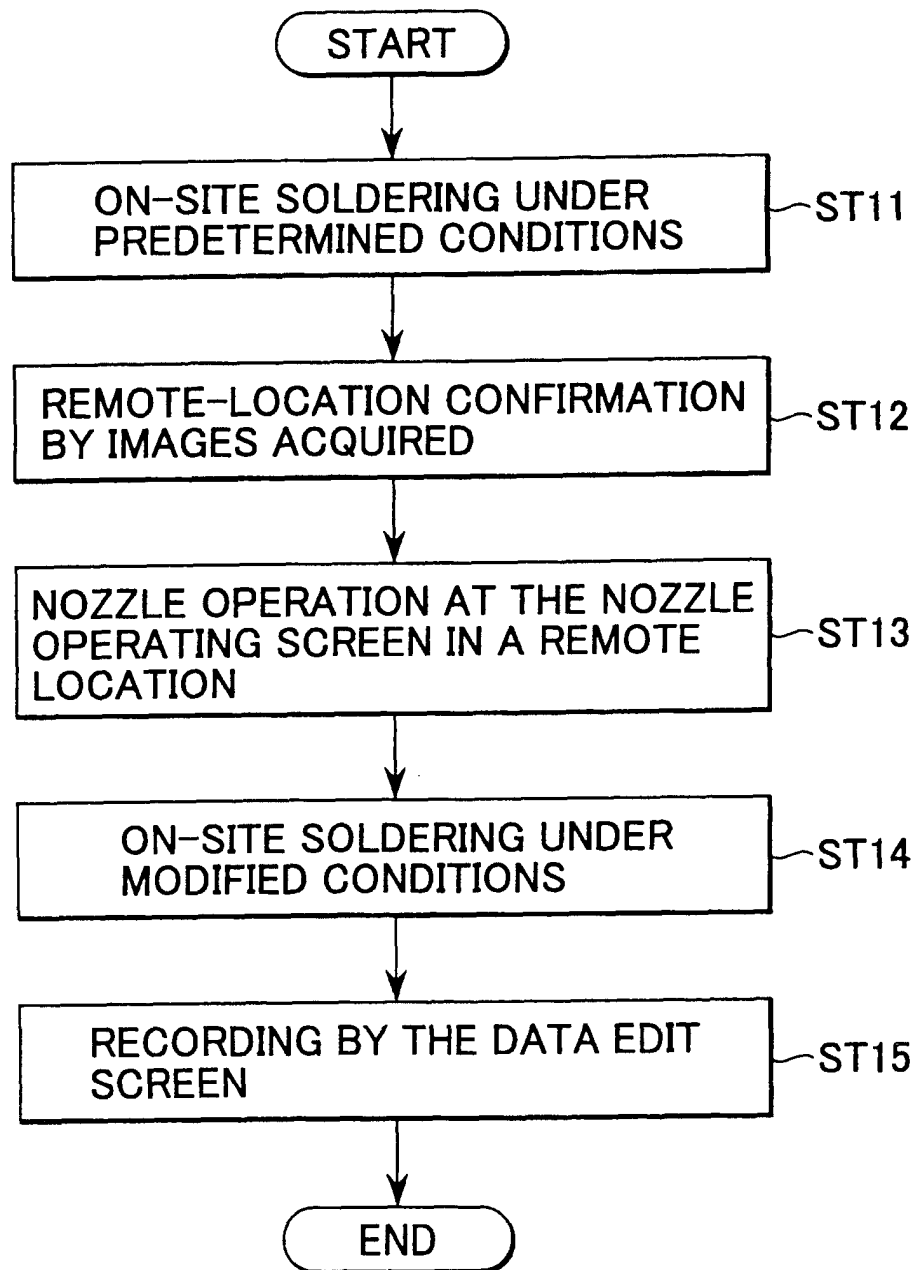 START
ON-SITE SOLDERING UNDER
PREDETERMINED CONDITIONS
ST11
REMOTE-LOCATION CONFIRMATION
BY IMAGES ACQUIRED
ST12
NOZZLE OPERATION AT THE NOZZLE
OPERATING SCREEN IN A REMOTE
LOCATION
ST13
ON-SITE SOLDERING UNDER
MODIFIED CONDITIONS
ST14
RECORDING BY THE DATA EDIT
SCREEN
ST15
END